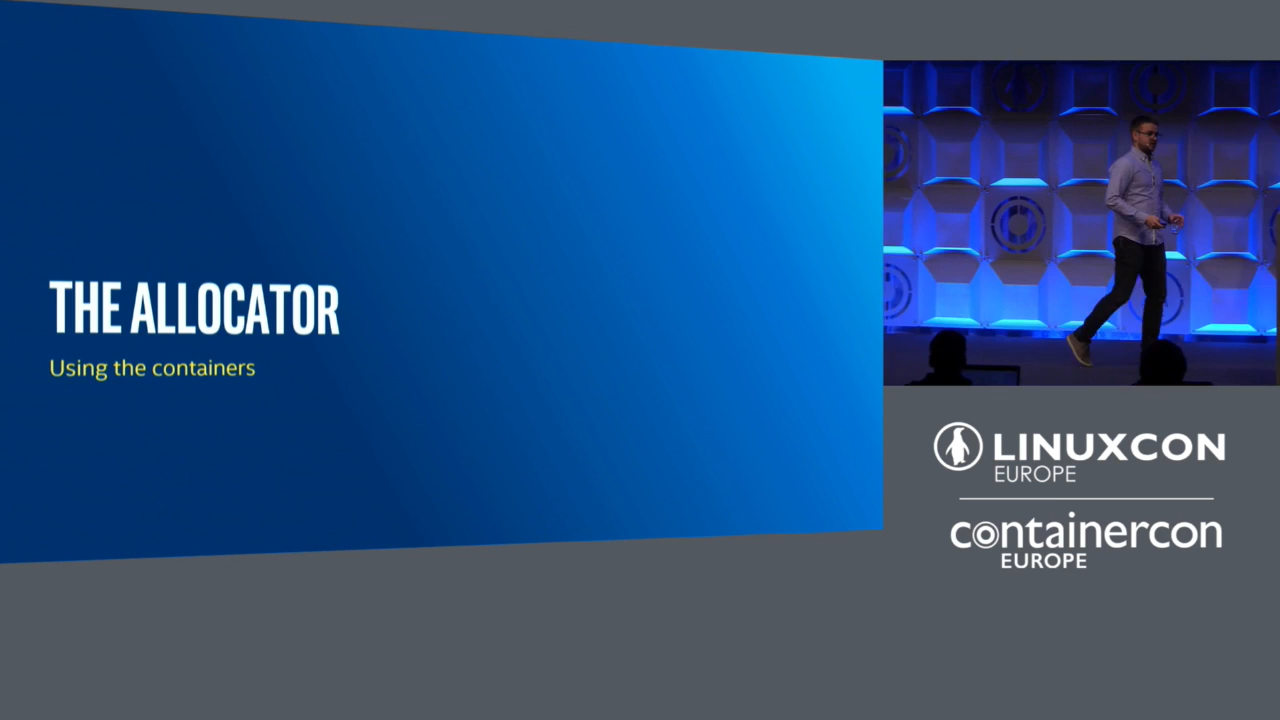 THE ALLOCATOR
Using the containers
LINUXCON
EUROPE
containercon
EUROPE